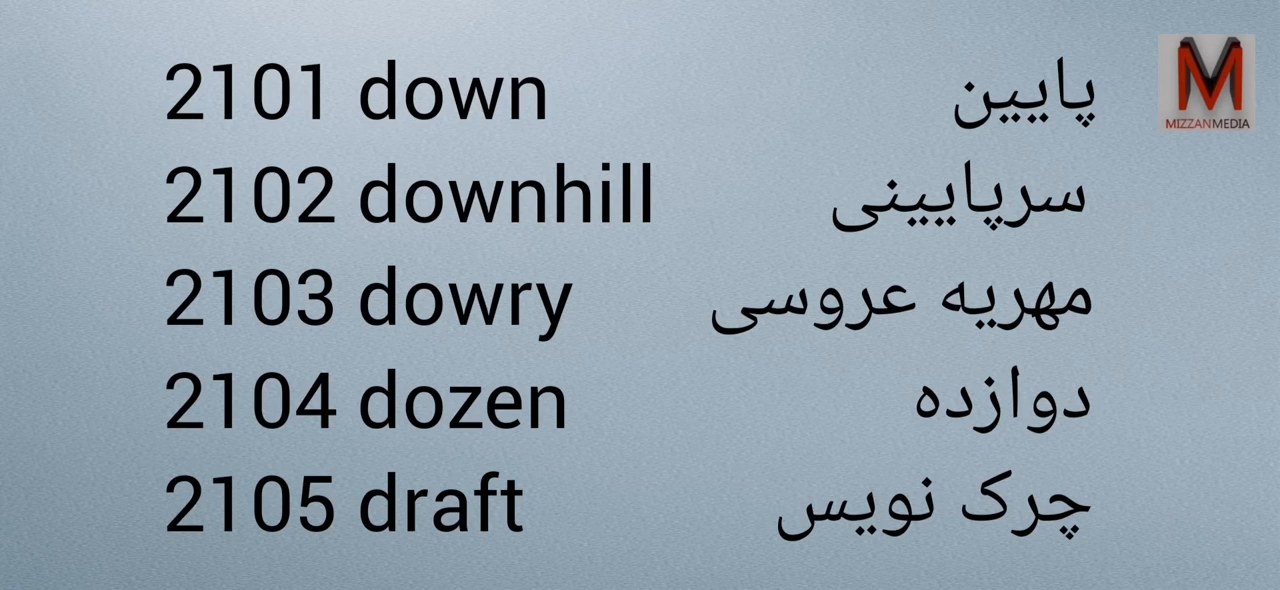 2101 down پایین
2102 downhill سرپایینی
2103 dowry مهریه عروسی
2104 dozen دوازده
2105 draft چرک نویس
MIZZANMEDIA